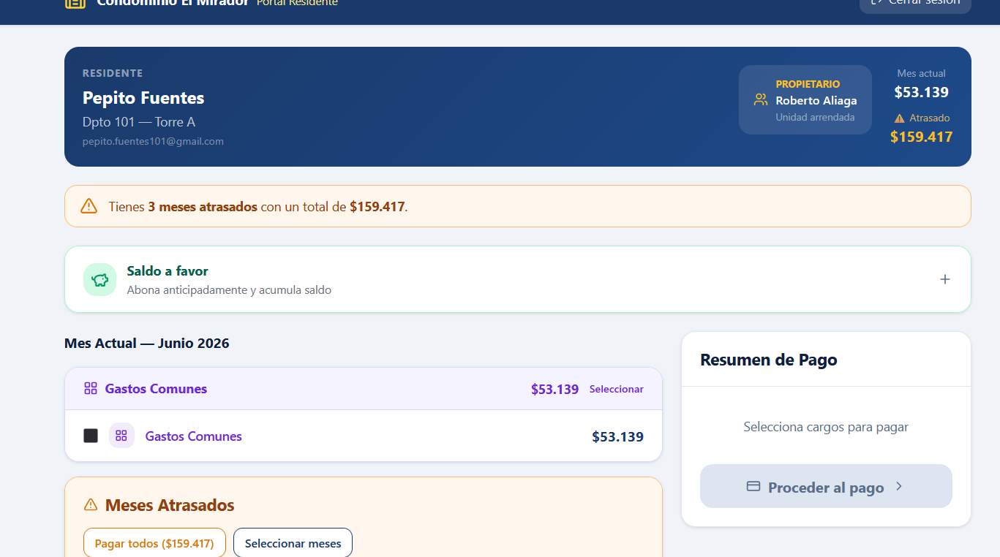 Condominio El Mirador Portal Residente
Cerrar sesión
RESIDENTE
Pepito Fuentes
Dpto 101 — Torre A
pepito.fuentes101@gmail.com
PROPIETARIO
Roberto Aliaga
Unidad arrendada
Mes actual
$53.139
Atrasado
$159.417
Tienes 3 meses atrasados con un total de $159.417.
Saldo a favor
Abona anticipadamente y acumula saldo
Mes Actual — Junio 2026
Gastos Comunes $53.139 Seleccionar
Gastos Comunes $53.139
Meses Atrasados
Pagar todos ($159.417) Seleccionar meses
Resumen de Pago
Selecciona cargos para pagar
Proceder al pago